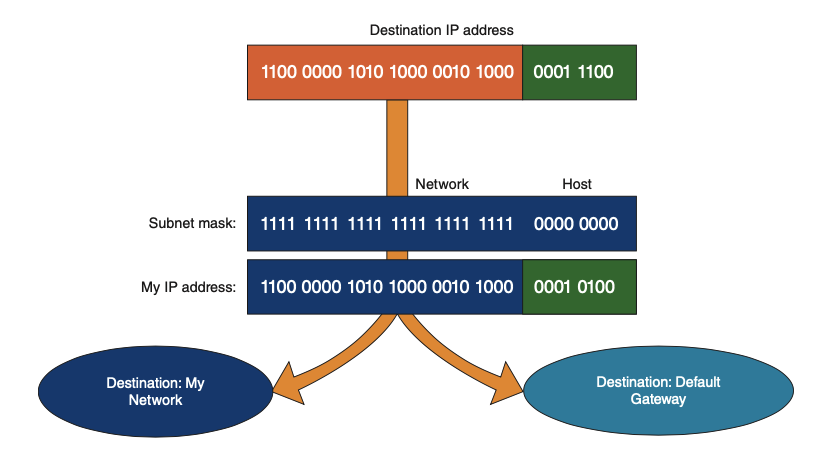 Destination IP address
1100 0000 1010 1000 0010 1000 0001 1100
Network Host
Subnet mask: 1111 1111 1111 1111 1111 1111 0000 0000
My IP address: 1100 0000 1010 1000 0010 1000 0001 0100
Destination: My
Network
Destination: Default
Gateway